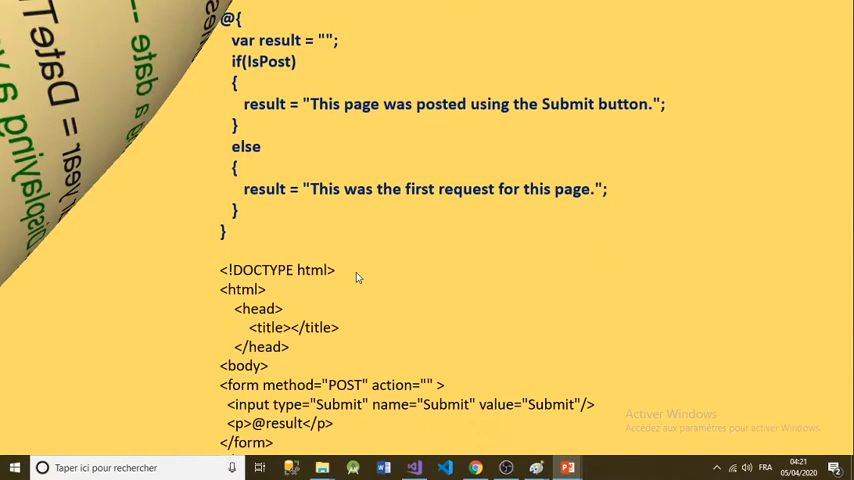 @{
var result = "";
if(IsPost)
{
result = "This page was posted using the Submit button.";
}
else
{
result = "This was the first request for this page.";
}
}
<!DOCTYPE html>
<html>
<head>
<title></title>
</head>
<body>
<form method="POST" action="" >
<input type="Submit" name="Submit" value="Submit"/>
<p>@result</p>
</form>
Activer Windows
Accédez aux paramètres pour activer Windows.
Taper ici pour rechercher
FRA
04:21
05/04/2020
2